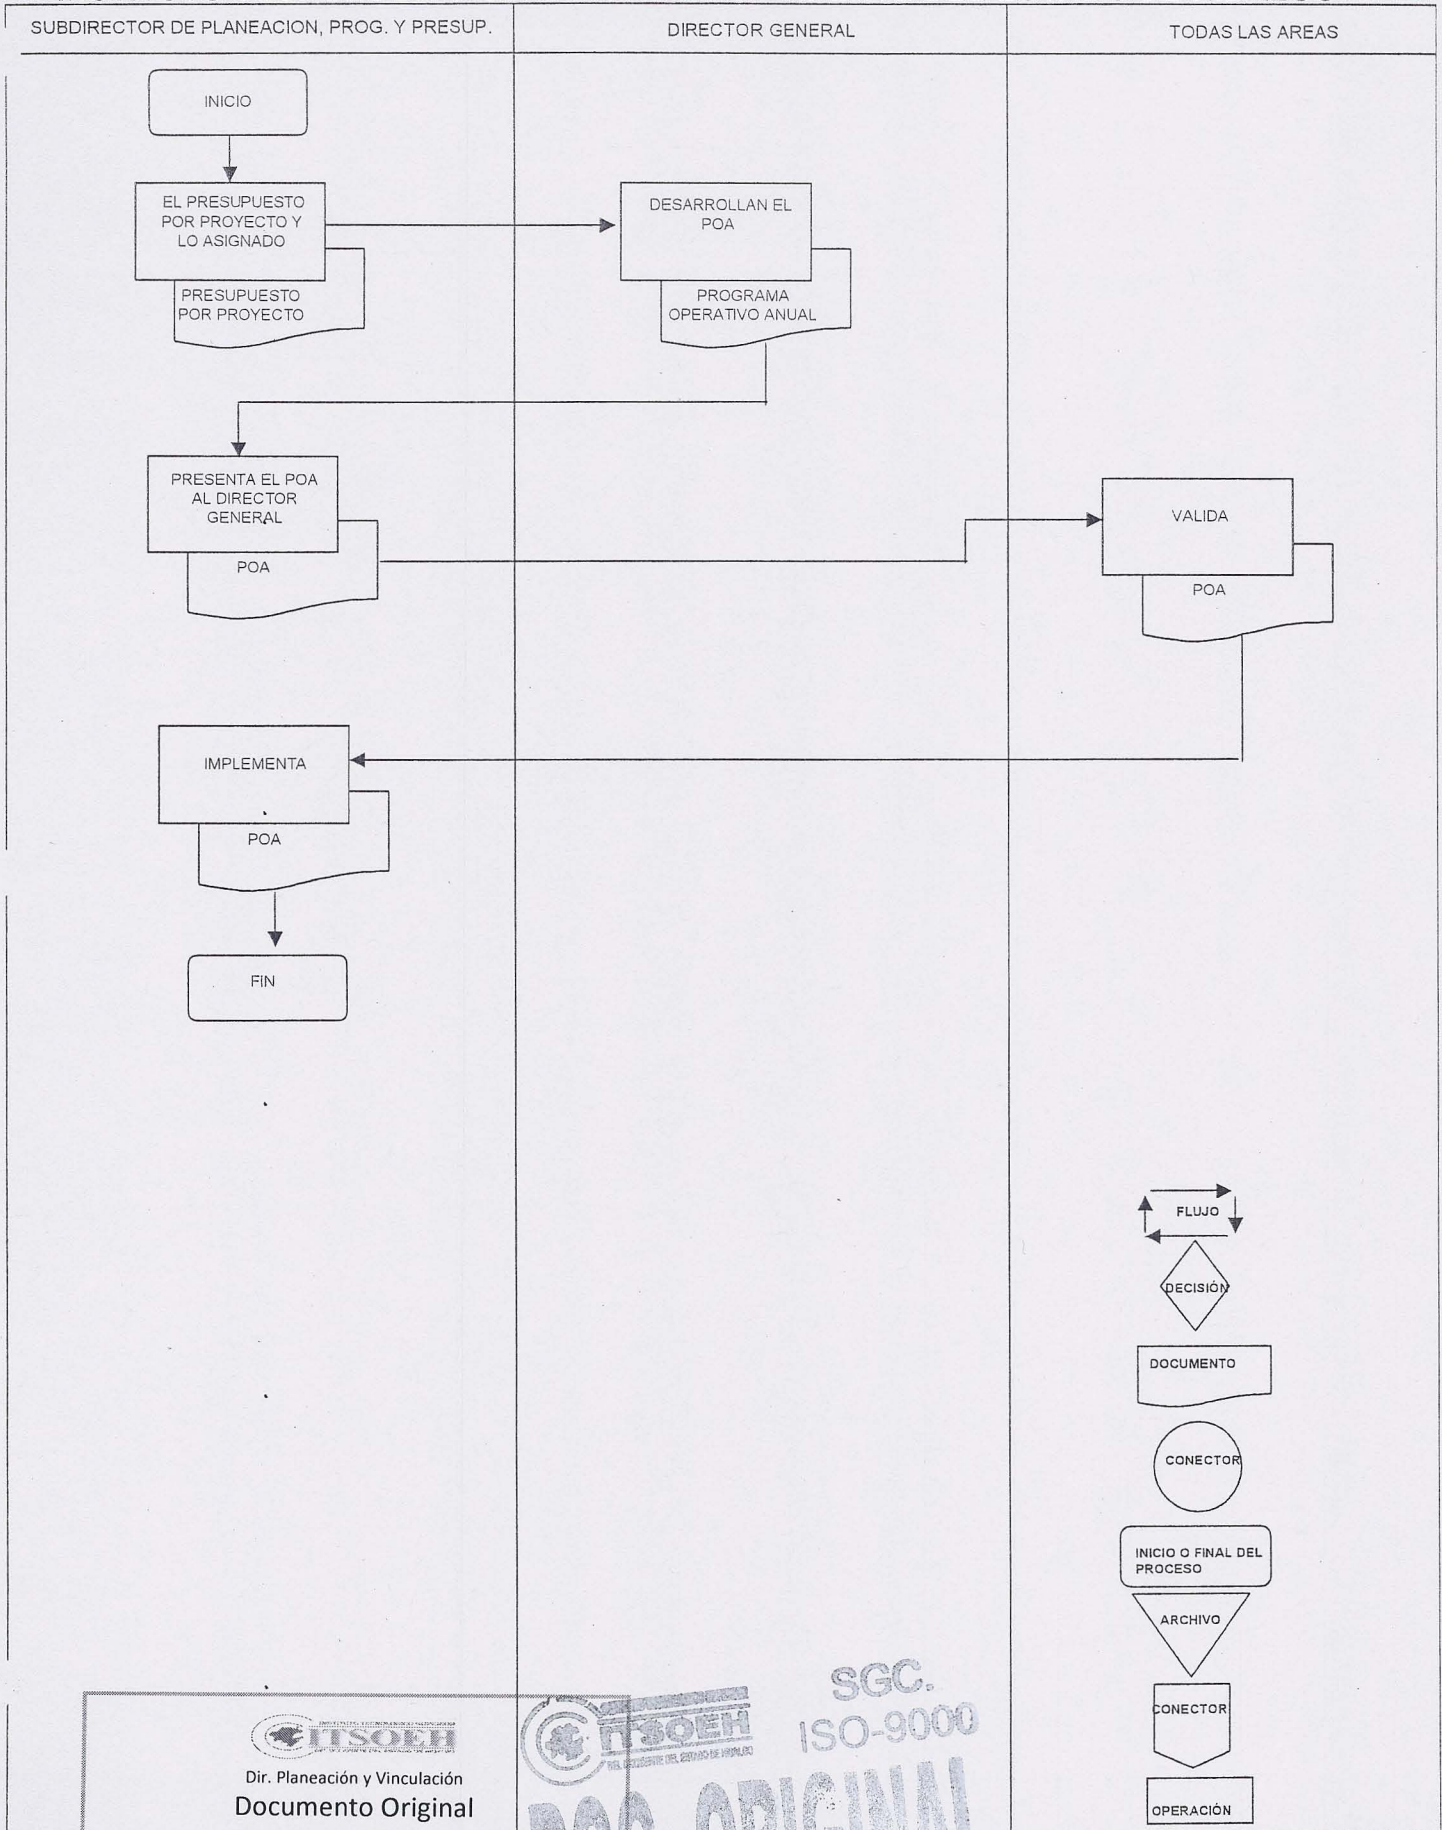 SUBDIRECTOR DE PLANEACION, PROG. Y PRESUP.
DIRECTOR GENERAL
TODAS LAS AREAS
INICIO
EL PRESUPUESTO
POR PROYECTO Y
LO ASIGNADO
PRESUPUESTO
POR PROYECTO
DESARROLLAN EL
POA
PROGRAMA
OPERATIVO ANUAL
PRESENTA EL POA
AL DIRECTOR
GENERAL
POA
VALIDA
POA
IMPLEMENTA
POA
FIN
FLUJO
DECISIÓN
DOCUMENTO
CONECTOR
INICIO O FINAL DEL
PROCESO
ARCHIVO
CONECTOR
OPERACIÓN
ITSOEH
Dir. Planeación y Vinculación
Documento Original
ITSOEH
SGC.
ISO-9000
DOC. ORIGINAL